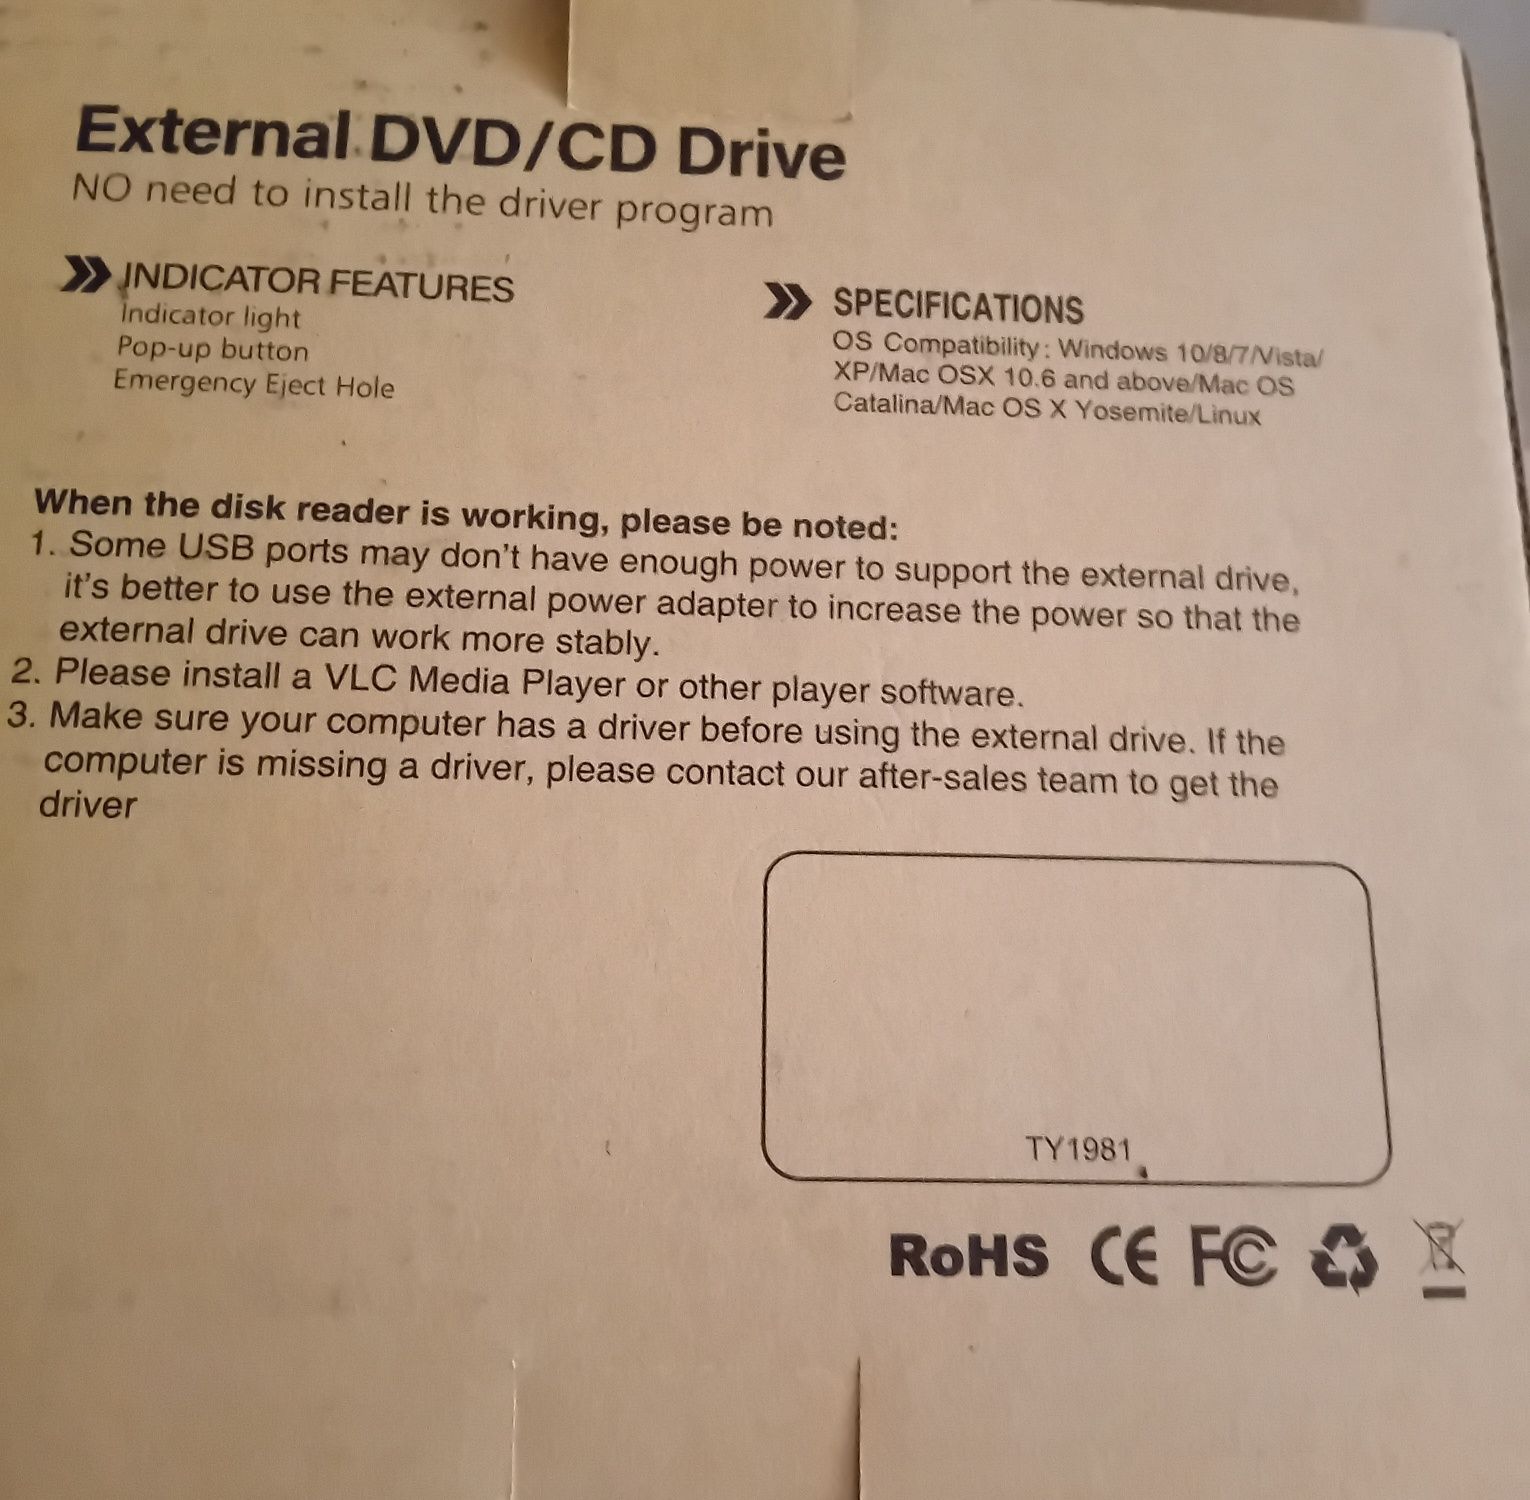 External DVD/CD Drive
NO need to install the driver program
INDICATOR FEATURES
Indicator light
Pop-up button
Emergency Eject Hole
SPECIFICATIONS
OS Compatibility: Windows 10/8/7/Vista/
XP/Mac OSX 10.6 and above/Mac OS
Catalina/Mac OS X Yosemite/Linux
When the disk reader is working, please be noted:
1. Some USB ports may don't have enough power to support the external drive,
it's better to use the external power adapter to increase the power so that the
external drive can work more stably.
2. Please install a VLC Media Player or other player software.
3. Make sure your computer has a driver before using the external drive. If the
computer is missing a driver, please contact our after-sales team to get the
driver
TY1981
RoHS CE FC